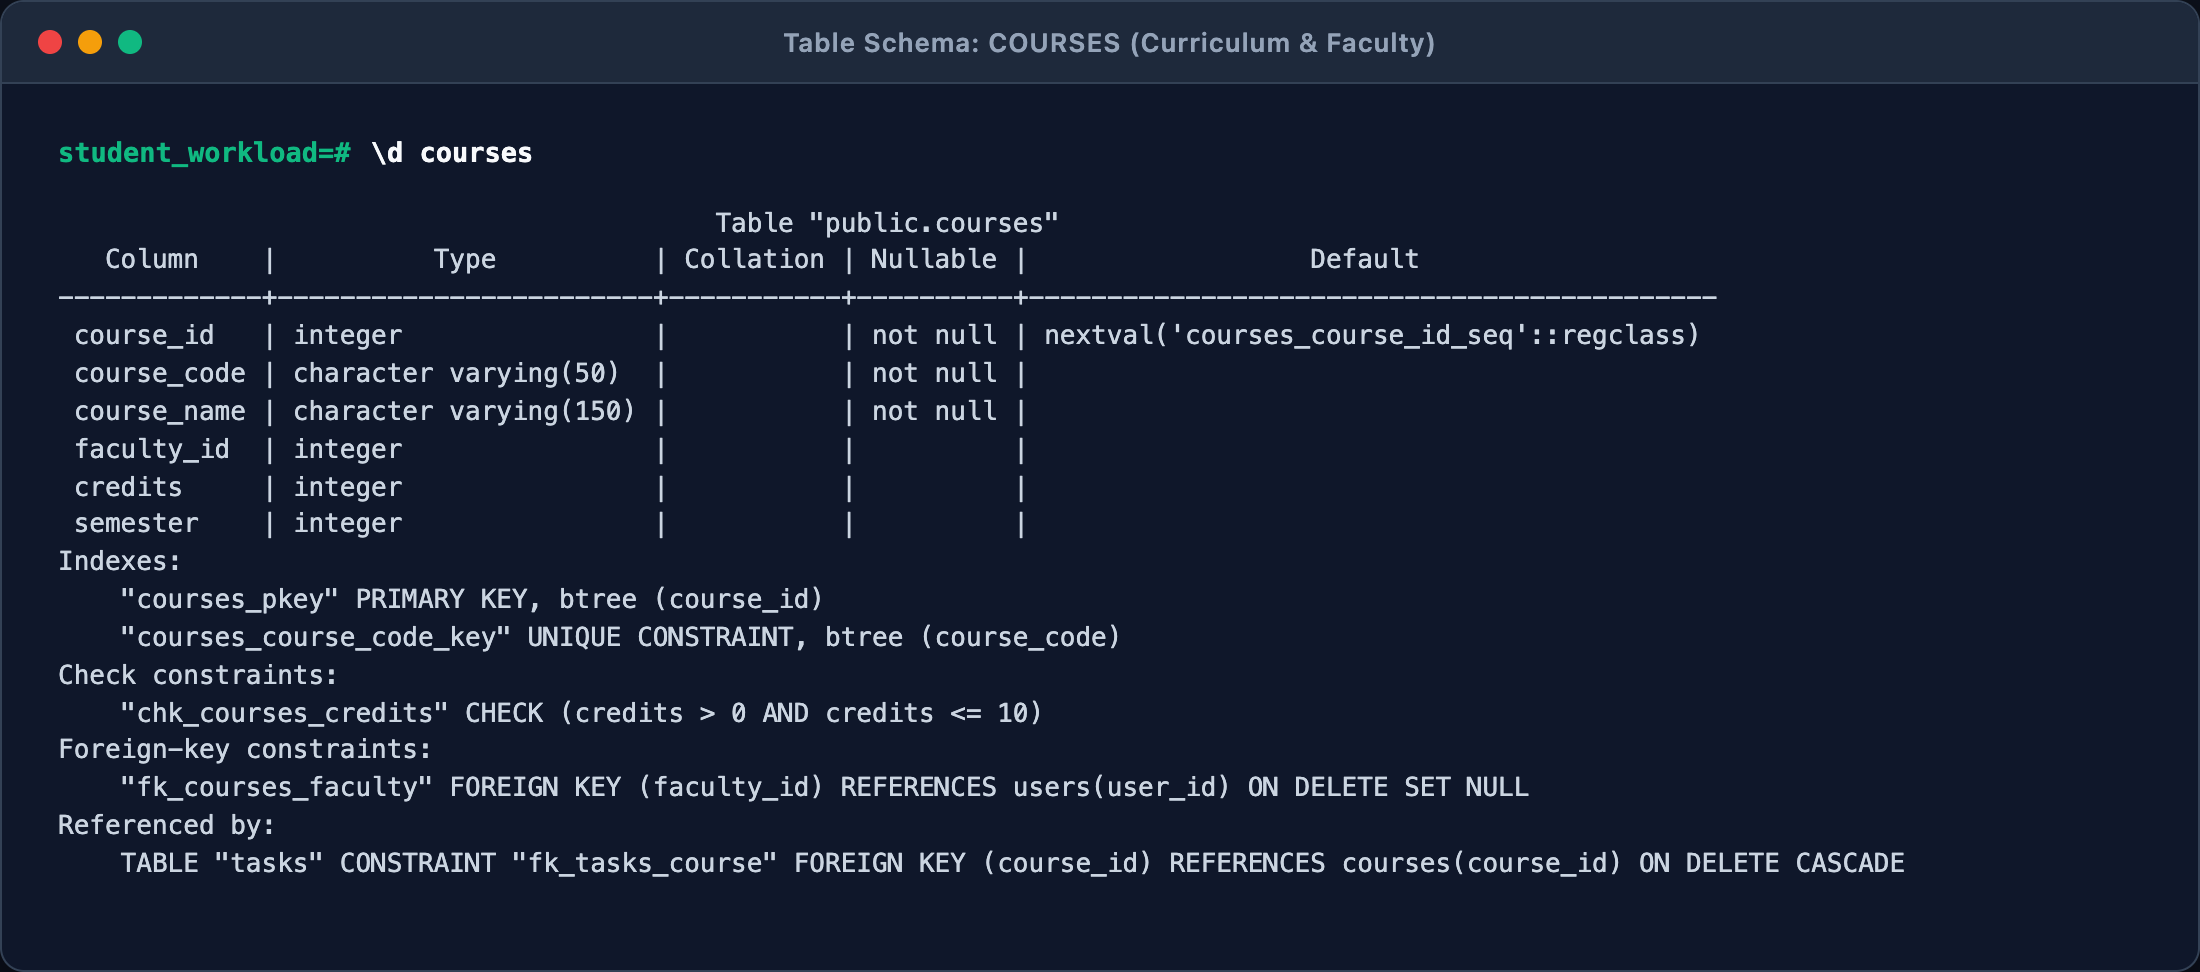 Table Schema: COURSES (Curriculum & Faculty)
student_workload=# \d courses
                                          Table "public.courses"
   Column    |          Type          | Collation | Nullable |                  Default
-------------+------------------------+-----------+----------+--------------------------------------------
 course_id   | integer                |           | not null | nextval('courses_course_id_seq'::regclass)
 course_code | character varying(50)  |           | not null |
 course_name | character varying(150) |           | not null |
 faculty_id  | integer                |           |          |
 credits     | integer                |           |          |
 semester    | integer                |           |          |
Indexes:
    "courses_pkey" PRIMARY KEY, btree (course_id)
    "courses_course_code_key" UNIQUE CONSTRAINT, btree (course_code)
Check constraints:
    "chk_courses_credits" CHECK (credits > 0 AND credits <= 10)
Foreign-key constraints:
    "fk_courses_faculty" FOREIGN KEY (faculty_id) REFERENCES users(user_id) ON DELETE SET NULL
Referenced by:
    TABLE "tasks" CONSTRAINT "fk_tasks_course" FOREIGN KEY (course_id) REFERENCES courses(course_id) ON DELETE CASCADE